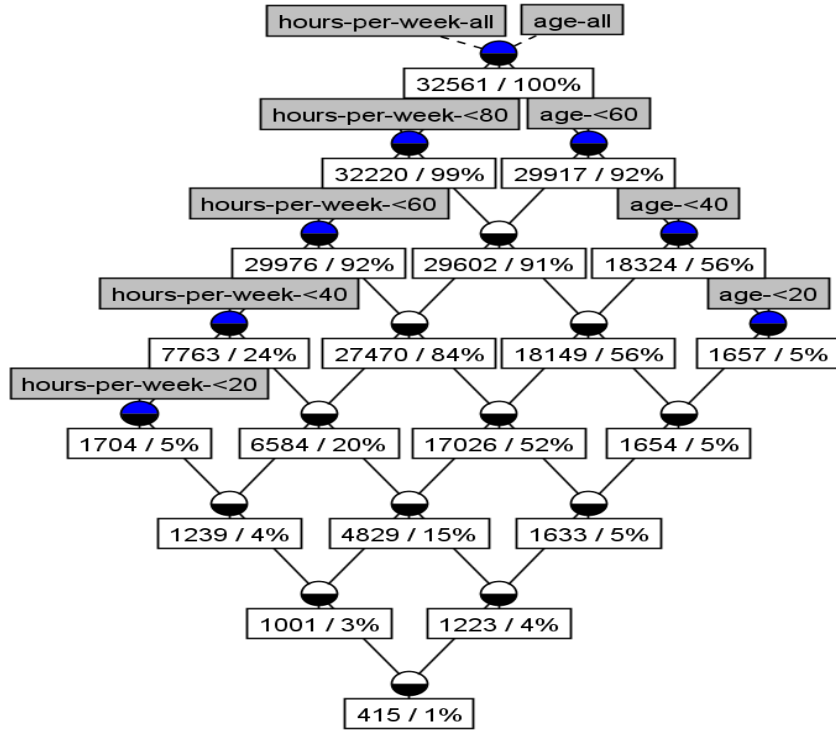 hours-per-week-all age-all
32561 / 100%
hours-per-week-<80 age-<60
32220 / 99% 29917 / 92%
hours-per-week-<60 age-<40
29976 / 92% 29602 / 91% 18324 / 56%
hours-per-week-<40 age-<20
7763 / 24% 27470 / 84% 18149 / 56% 1657 / 5%
hours-per-week-<20
1704 / 5% 6584 / 20% 17026 / 52% 1654 / 5%
1239 / 4% 4829 / 15% 1633 / 5%
1001 / 3% 1223 / 4%
415 / 1%